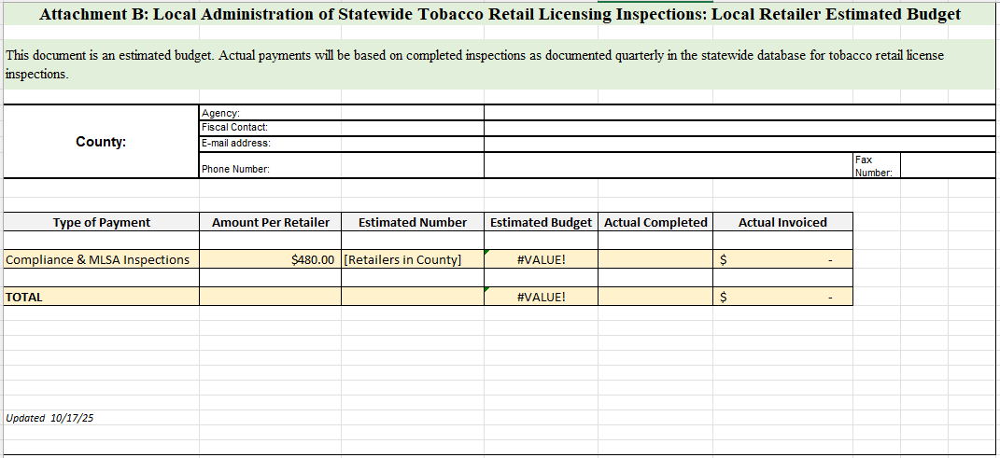 Attachment B: Local Administration of Statewide Tobacco Retail Licensing Inspections: Local Retailer Estimated Budget
This document is an estimated budget. Actual payments will be based on completed inspections as documented quarterly in the statewide database for tobacco retail license
inspections.
County:
Agency:
Fiscal Contact:
E-mail address:
Phone Number:
Fax
Number:
Type of Payment Amount Per Retailer Estimated Number Estimated Budget Actual Completed Actual Invoiced
Compliance & MLSA Inspections $480.00 [Retailers in County] #VALUE! $ -
TOTAL #VALUE! $ -
Updated 10/17/25